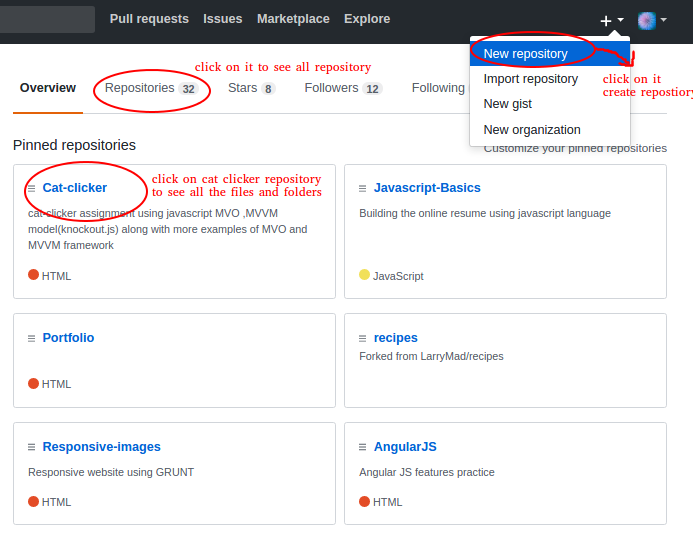 Pull requests Issues Marketplace Explore
New repository
Import repository
New gist
New organization
click on it to see all repository
click on it
create repostiory
Overview Repositories 32 Stars 8 Followers 12 Following
Pinned repositories
Customize your pinned repositories
Cat-clicker
click on cat clicker repository
to see all the files and folders
cat-clicker assignment using javascript MVO ,MVVM
model(knockout.js) along with more examples of MVO and
MVVM framework
HTML
Javascript-Basics
Building the online resume using javascript language
JavaScript
Portfolio
HTML
recipes
Forked from LarryMad/recipes
Responsive-images
Responsive website using GRUNT
HTML
AngularJS
Angular JS features practice
HTML